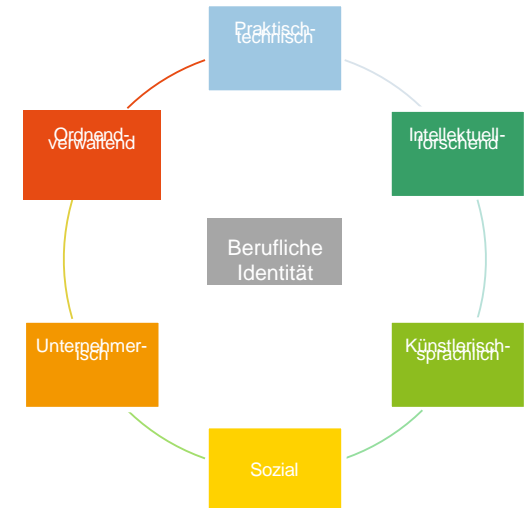 Praktisch-
technisch
Intellektuell-
forschend
Künstlerisch-
sprachlich
Sozial
Unternehmer-
isch
Ordnend-
verwaltend
Berufliche
Identität